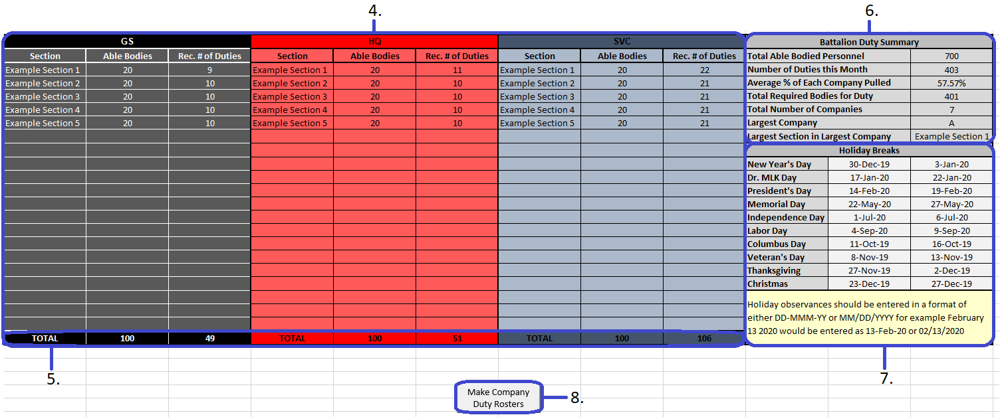 4.
6.
GS HQ SVC Battalion Duty Summary
Section Able Bodies Rec. # of Duties Section Able Bodies Rec. # of Duties Section Able Bodies Rec. # of Duties Total Able Bodied Personnel 700
Example Section 1 20 9 Example Section 1 20 11 Example Section 1 20 22 Number of Duties this Month 403
Example Section 2 20 10 Example Section 2 20 10 Example Section 2 20 21 Average % of Each Company Pulled 57.57%
Example Section 3 20 10 Example Section 3 20 10 Example Section 3 20 21 Total Required Bodies for Duty 401
Example Section 4 20 10 Example Section 4 20 10 Example Section 4 20 21 Total Number of Companies 7
Example Section 5 20 10 Example Section 5 20 10 Example Section 5 20 21 Largest Company A
Largest Section in Largest Company Example Section 1
Holiday Breaks
New Year's Day 30-Dec-19 3-Jan-20
Dr. MLK Day 17-Jan-20 22-Jan-20
President's Day 14-Feb-20 19-Feb-20
Memorial Day 22-May-20 27-May-20
Independence Day 1-Jul-20 6-Jul-20
Labor Day 4-Sep-20 9-Sep-20
Columbus Day 11-Oct-19 16-Oct-19
Veteran's Day 8-Nov-19 13-Nov-19
Thanksgiving 27-Nov-19 2-Dec-19
Christmas 23-Dec-19 27-Dec-19
Holiday observances should be entered in a format of
either DD-MMM-YY or MM/DD/YYYY for example February
13 2020 would be entered as 13-Feb-20 or 02/13/2020
TOTAL 100 49 TOTAL 100 51 TOTAL 100 106
5.
7.
Make Company
Duty Rosters
8.